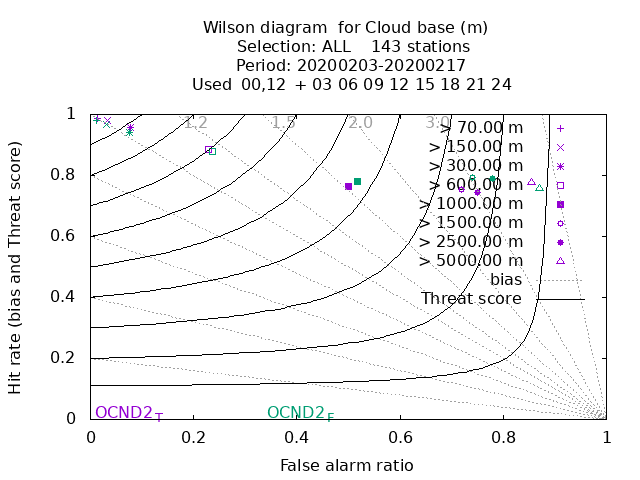 Wilson diagram  for Cloud base (m)
Selection: ALL    143 stations
Period: 20200203-20200217
Used  00,12  + 03 06 09 12 15 18 21 24
1.2 1.5 2.0 3.0
> 70.00 m
> 150.00 m
> 300.00 m
> 600.00 m
> 1000.00 m
> 1500.00 m
> 2500.00 m
> 5000.00 m
bias
Threat score
1
0.8
0.6
0.4
0.2
0
Hit rate (bias and Threat score)
OCND2_T OCND2_F
0 0.2 0.4 0.6 0.8 1
False alarm ratio